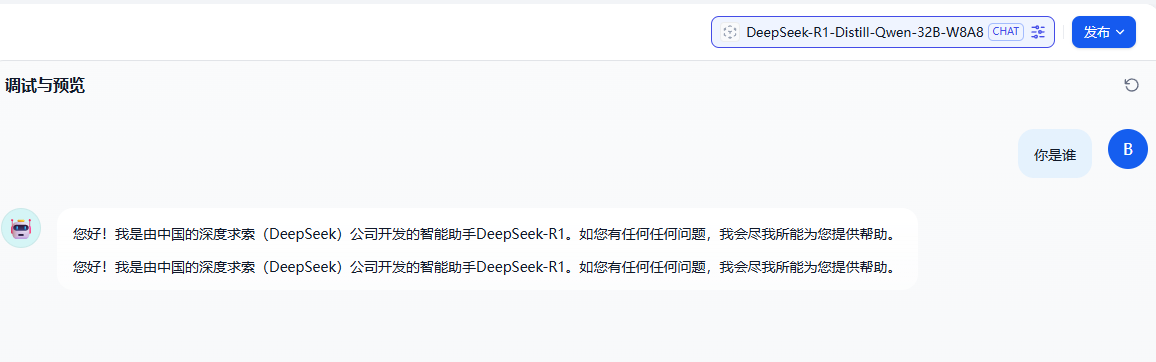 DeepSeek-R1-Distill-Qwen-32B-W8A8 CHAT 发布
调试与预览
你是谁
B
您好！我是由中国的深度求索（DeepSeek）公司开发的智能助手DeepSeek-R1。如您有任何任何问题，我会尽我所能为您提供帮助。
您好！我是由中国的深度求索（DeepSeek）公司开发的智能助手DeepSeek-R1。如您有任何任何问题，我会尽我所能为您提供帮助。